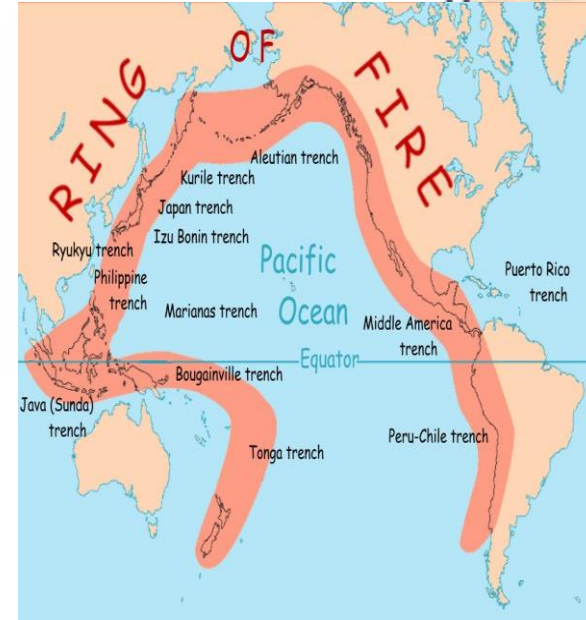 RING OF FIRE
Aleutian trench
Kurile trench
Japan trench
Izu Bonin trench
Ryukyu trench
Philippine
trench
Pacific
Ocean
Puerto Rico
trench
Marianas trench
Middle America
trench
Equator
Bougainville trench
Java (Sunda)
trench
Peru-Chile trench
Tonga trench